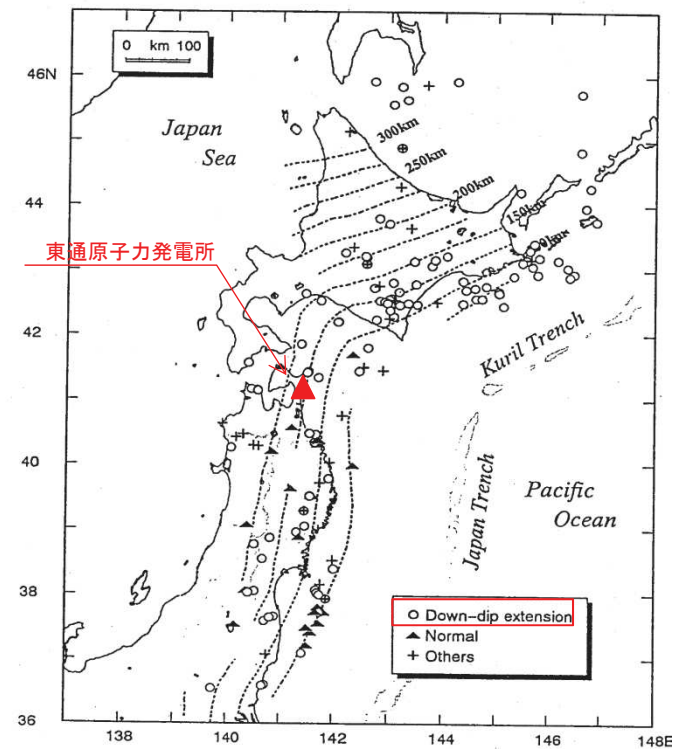 46N
44
42
40
38
36
138
140
142
144
146
148E
0 km 100
Japan
Sea
300km
250km
200km
150km
東通原子力発電所
Kuril Trench
Japan Trench
Pacific
Ocean
Down-dip extension
Normal
Others